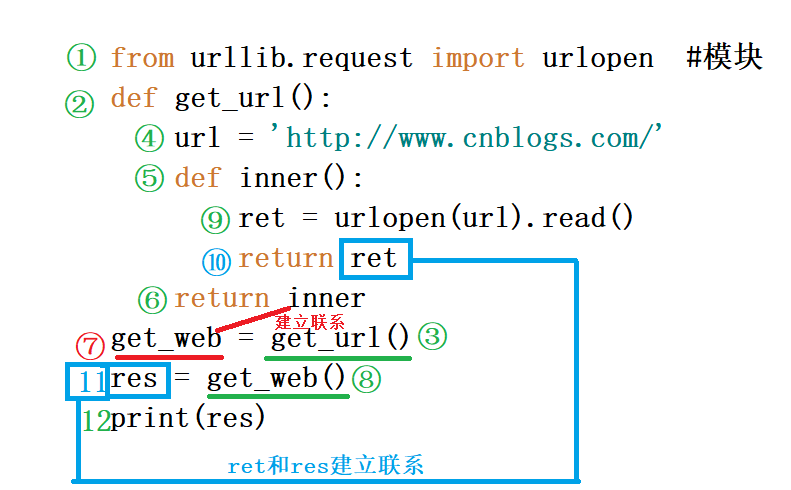 ① from urllib.request import urlopen #模块
② def get_url():
④ url = 'http://www.cnblogs.com/'
⑤ def inner():
⑨ ret = urlopen(url).read()
⑩ return ret
⑥ return inner
建立联系
⑦ get_web = get_url() ③
11 res = get_web() ⑧
12 print(res)
ret和res建立联系